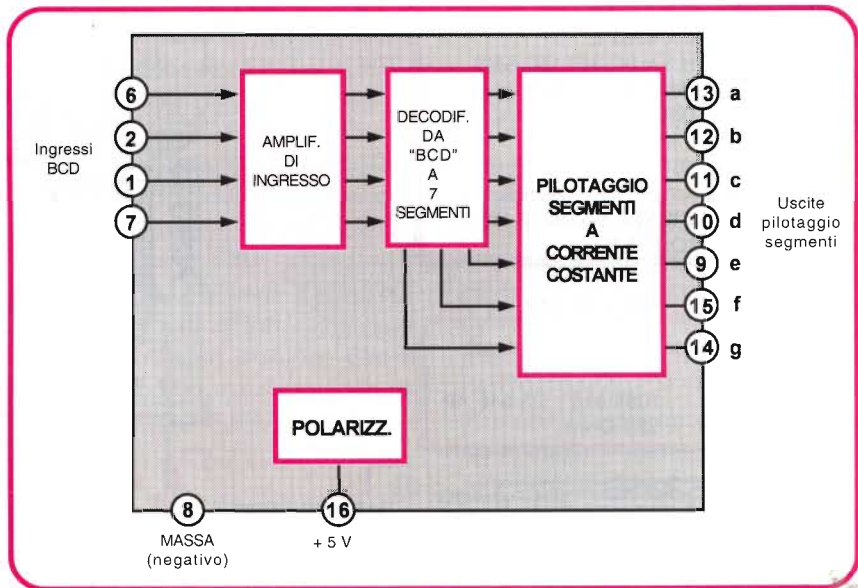 6
2
1
7
Ingressi
BCD
AMPLIF.
DI
INGRESSO
DECODIF.
DA
"BCD"
A
7
SEGMENTI
PILOTAGGIO
SEGMENTI
A
CORRENTE
COSTANTE
13 a
12 b
11 c
10 d
9 e
15 f
14 g
Uscite
pilotaggio
segmenti
POLARIZZ.
8
MASSA
(negativo)
16
+ 5 V